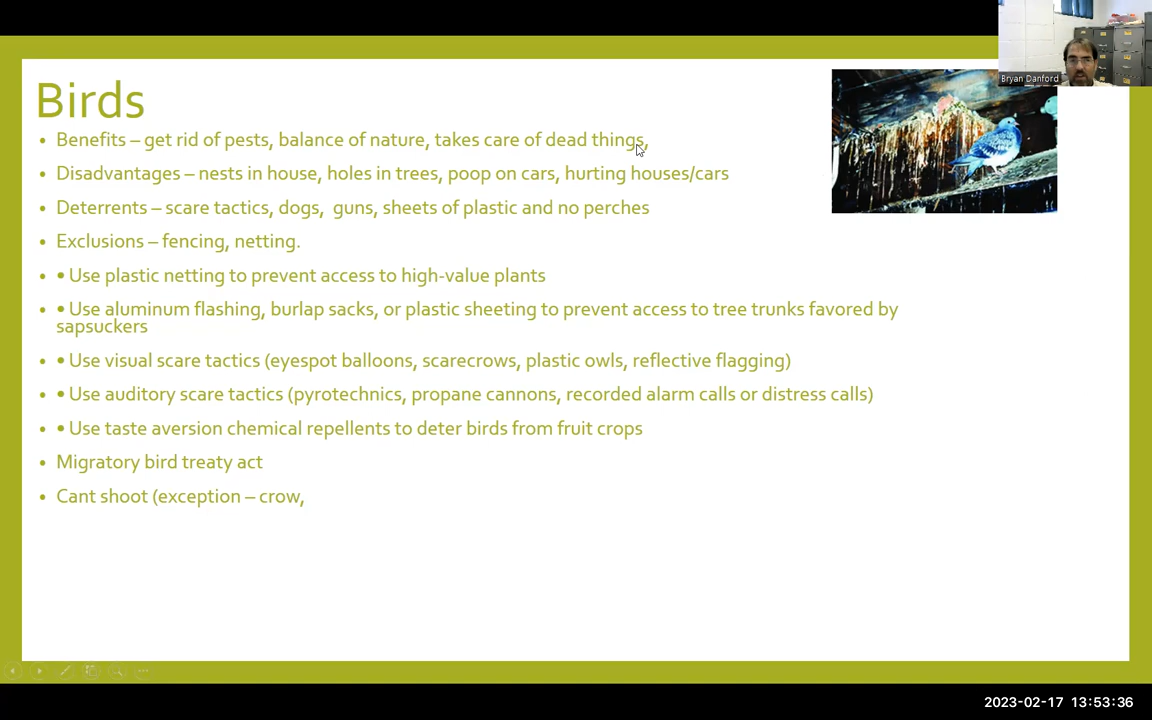 Bryan Danford
Birds
• Benefits – get rid of pests, balance of nature, takes care of dead things,
• Disadvantages – nests in house, holes in trees, poop on cars, hurting houses/cars
• Deterrents – scare tactics, dogs,  guns, sheets of plastic and no perches
• Exclusions – fencing, netting.
• • Use plastic netting to prevent access to high-value plants
• • Use aluminum flashing, burlap sacks, or plastic sheeting to prevent access to tree trunks favored by
sapsuckers
• • Use visual scare tactics (eyespot balloons, scarecrows, plastic owls, reflective flagging)
• • Use auditory scare tactics (pyrotechnics, propane cannons, recorded alarm calls or distress calls)
• • Use taste aversion chemical repellents to deter birds from fruit crops
• Migratory bird treaty act
• Cant shoot (exception – crow,
2023-02-17 13:53:36